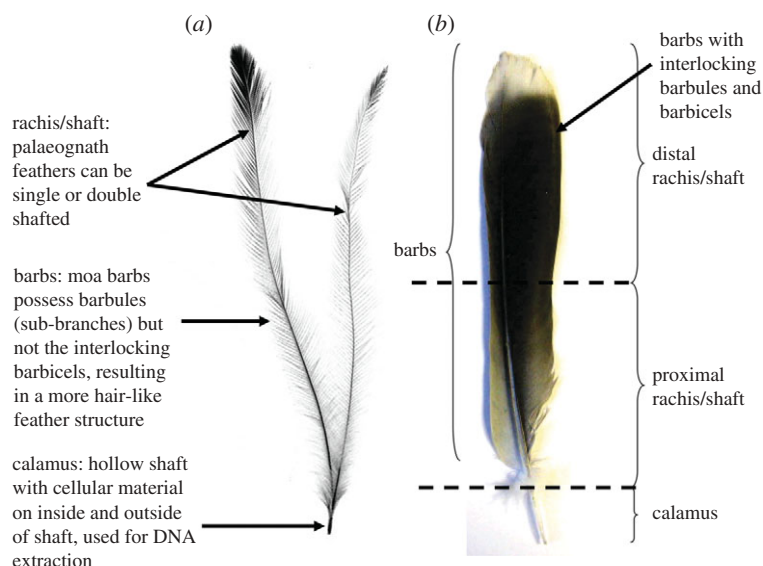 (a)
(b)
rachis/shaft:
palaeognath
feathers can be
single or double
shafted
barbs: moa barbs
possess barbules
(sub-branches) but
not the interlocking
barbicels, resulting
in a more hair-like
feather structure
calamus: hollow shaft
with cellular material
on inside and outside
of shaft, used for DNA
extraction
barbs
barbs with
interlocking
barbules and
barbicels
distal
rachis/shaft
proximal
rachis/shaft
calamus